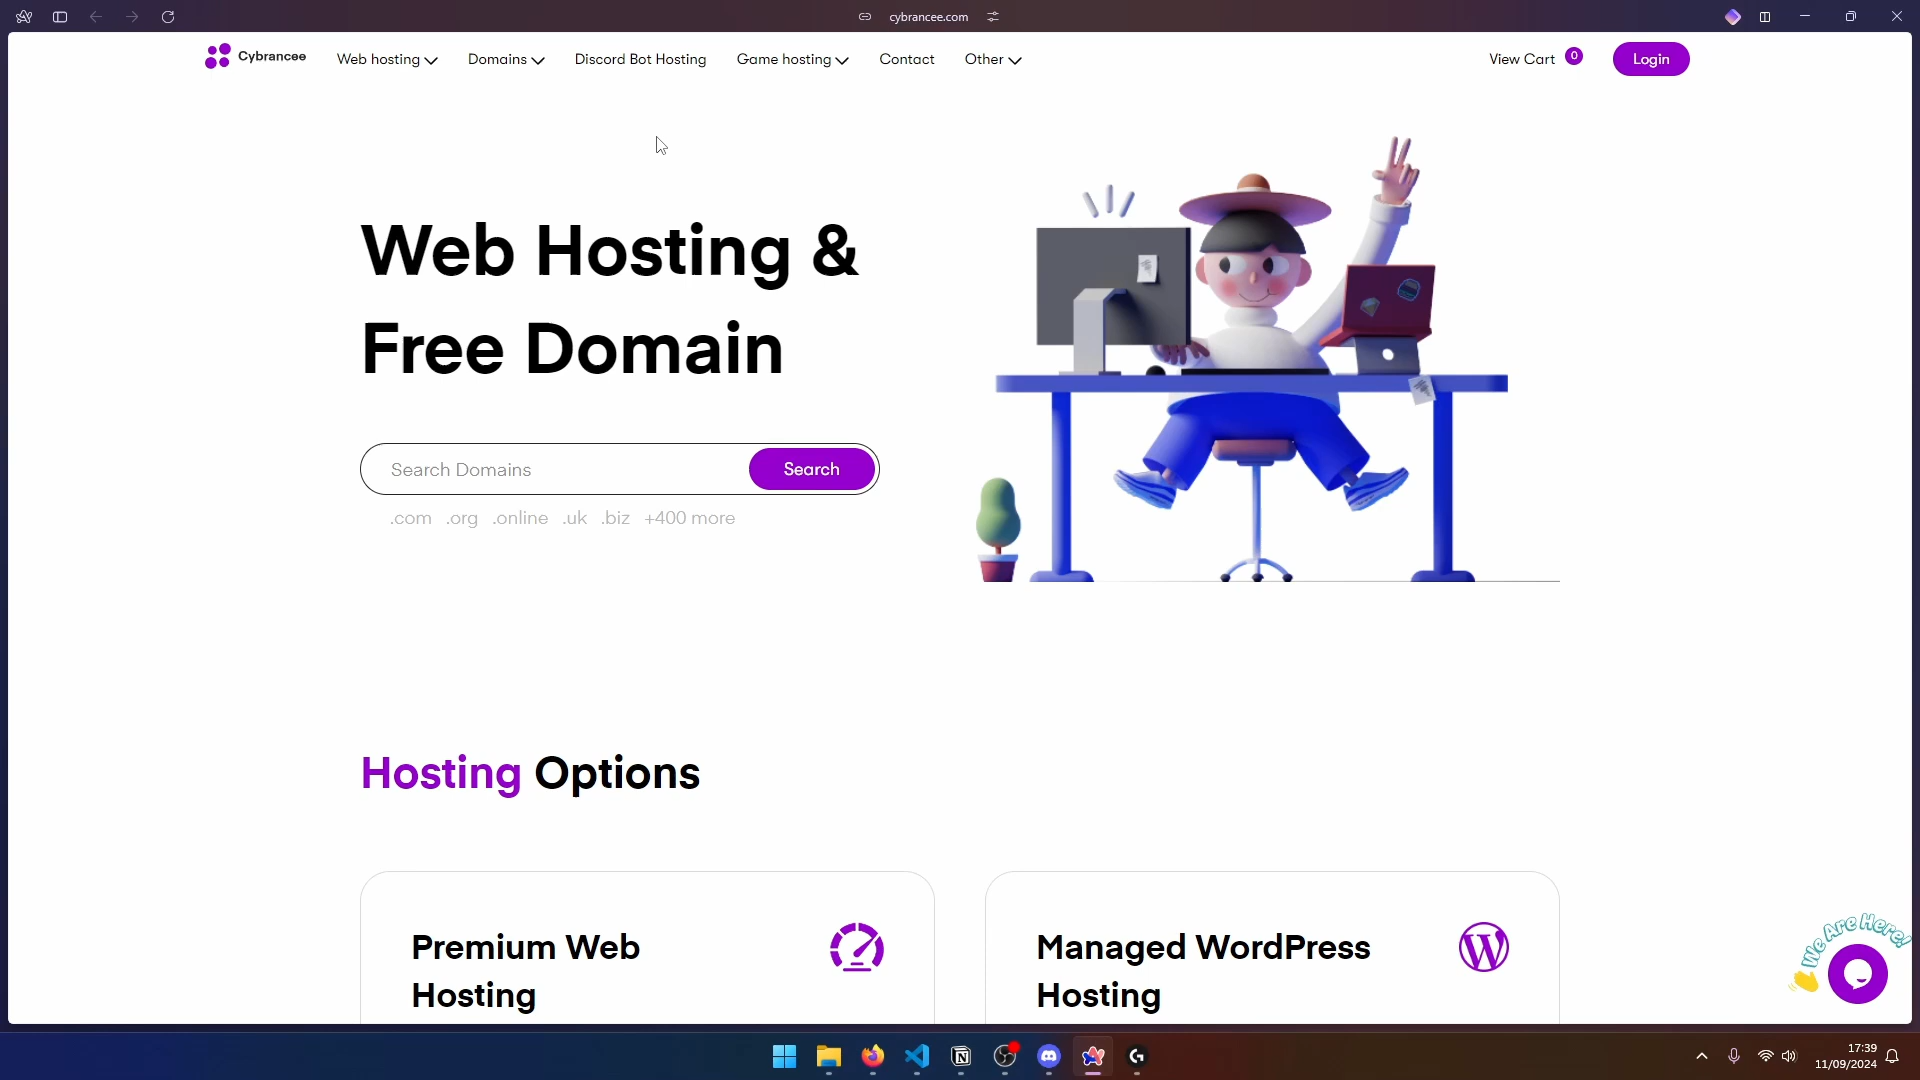 cybrancee.com
Cybrancee
Web hosting
Domains
Discord Bot Hosting
Game hosting
Contact
Other
View Cart 0
Login
Web Hosting &
Free Domain
Search Domains
Search
.com .org .online .uk .biz +400 more
Hosting Options
Premium Web
Hosting
Managed WordPress
Hosting
We Are Here!
17:39
11/09/2024